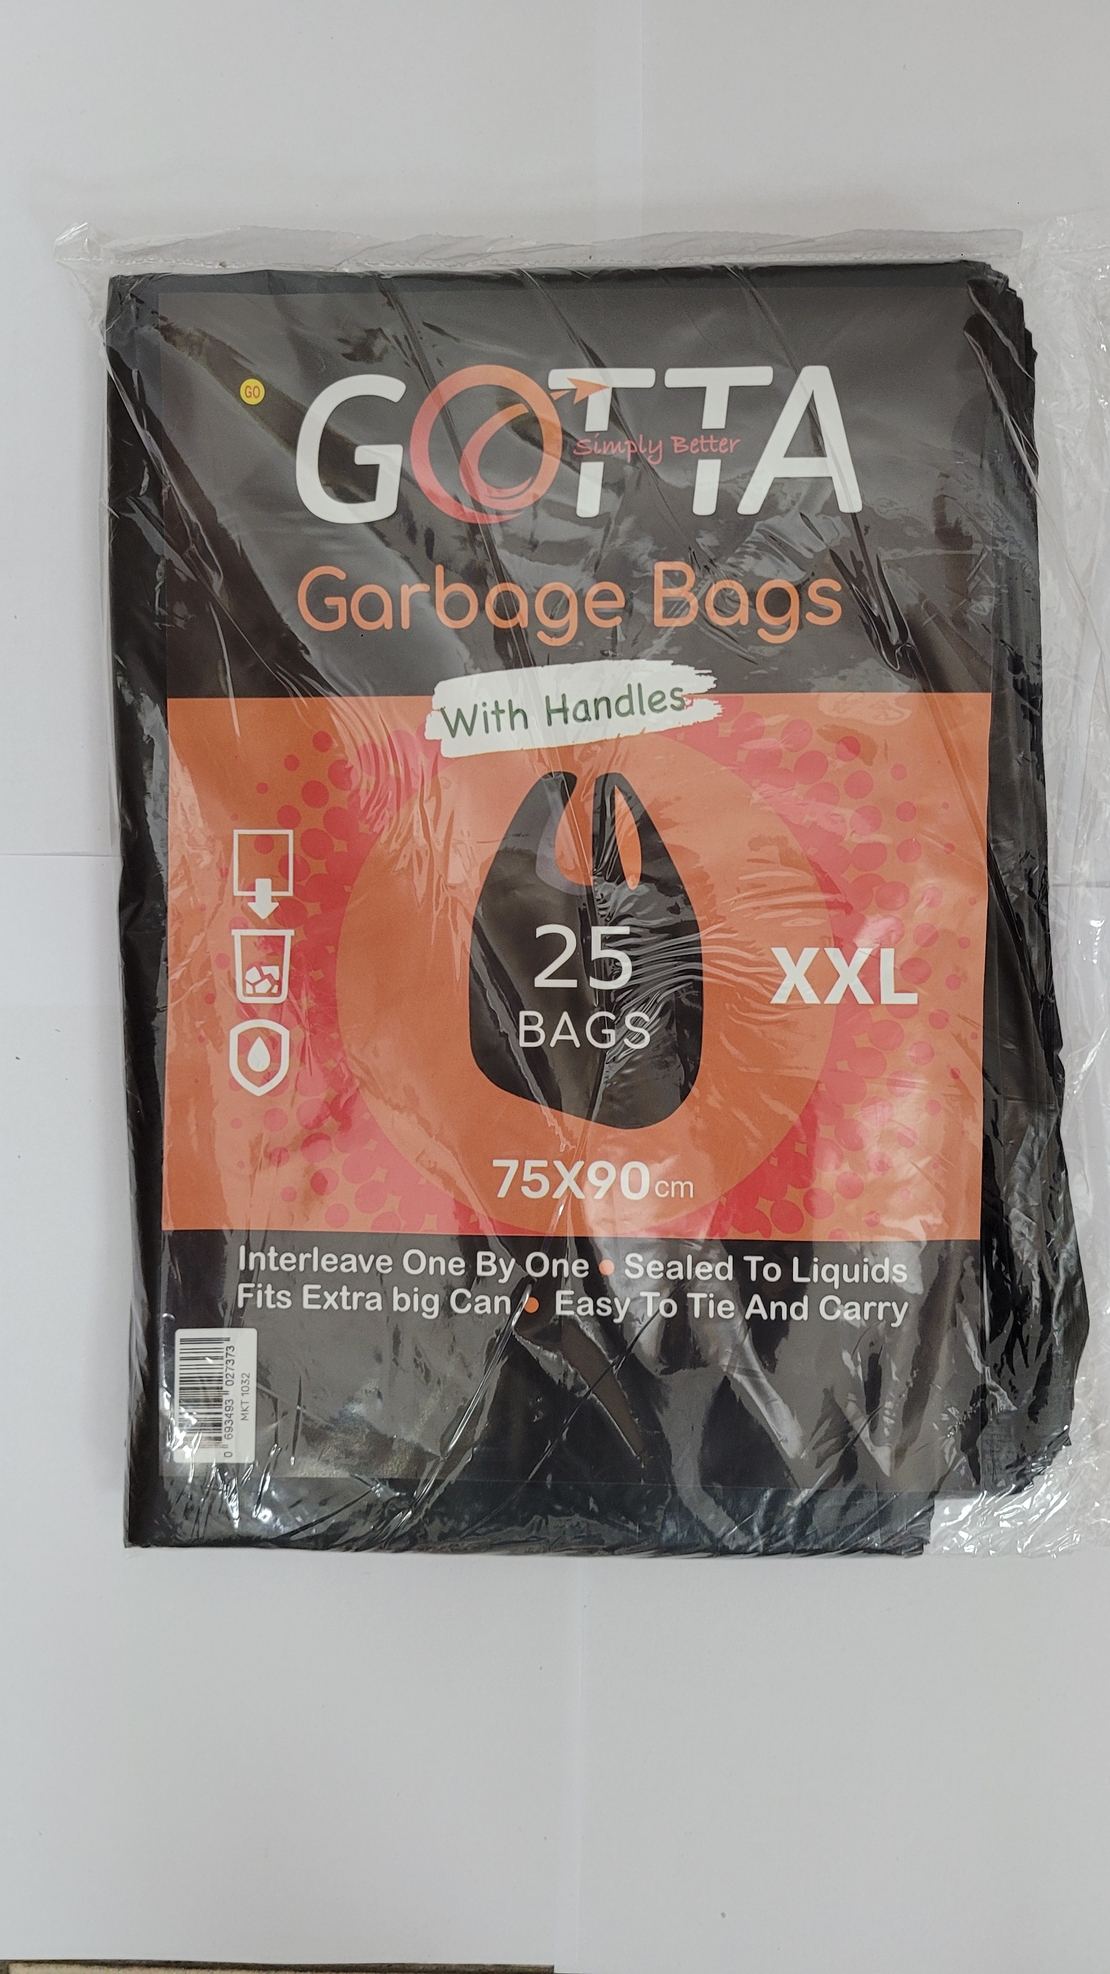 GO
GOTTA
Simply Better
Garbage Bags
With Handles
25
BAGS
XXL
75X90cm
Interleave One By One • Sealed To Liquids
Fits Extra big Can • Easy To Tie And Carry
0 693493 027373
MKT 1032